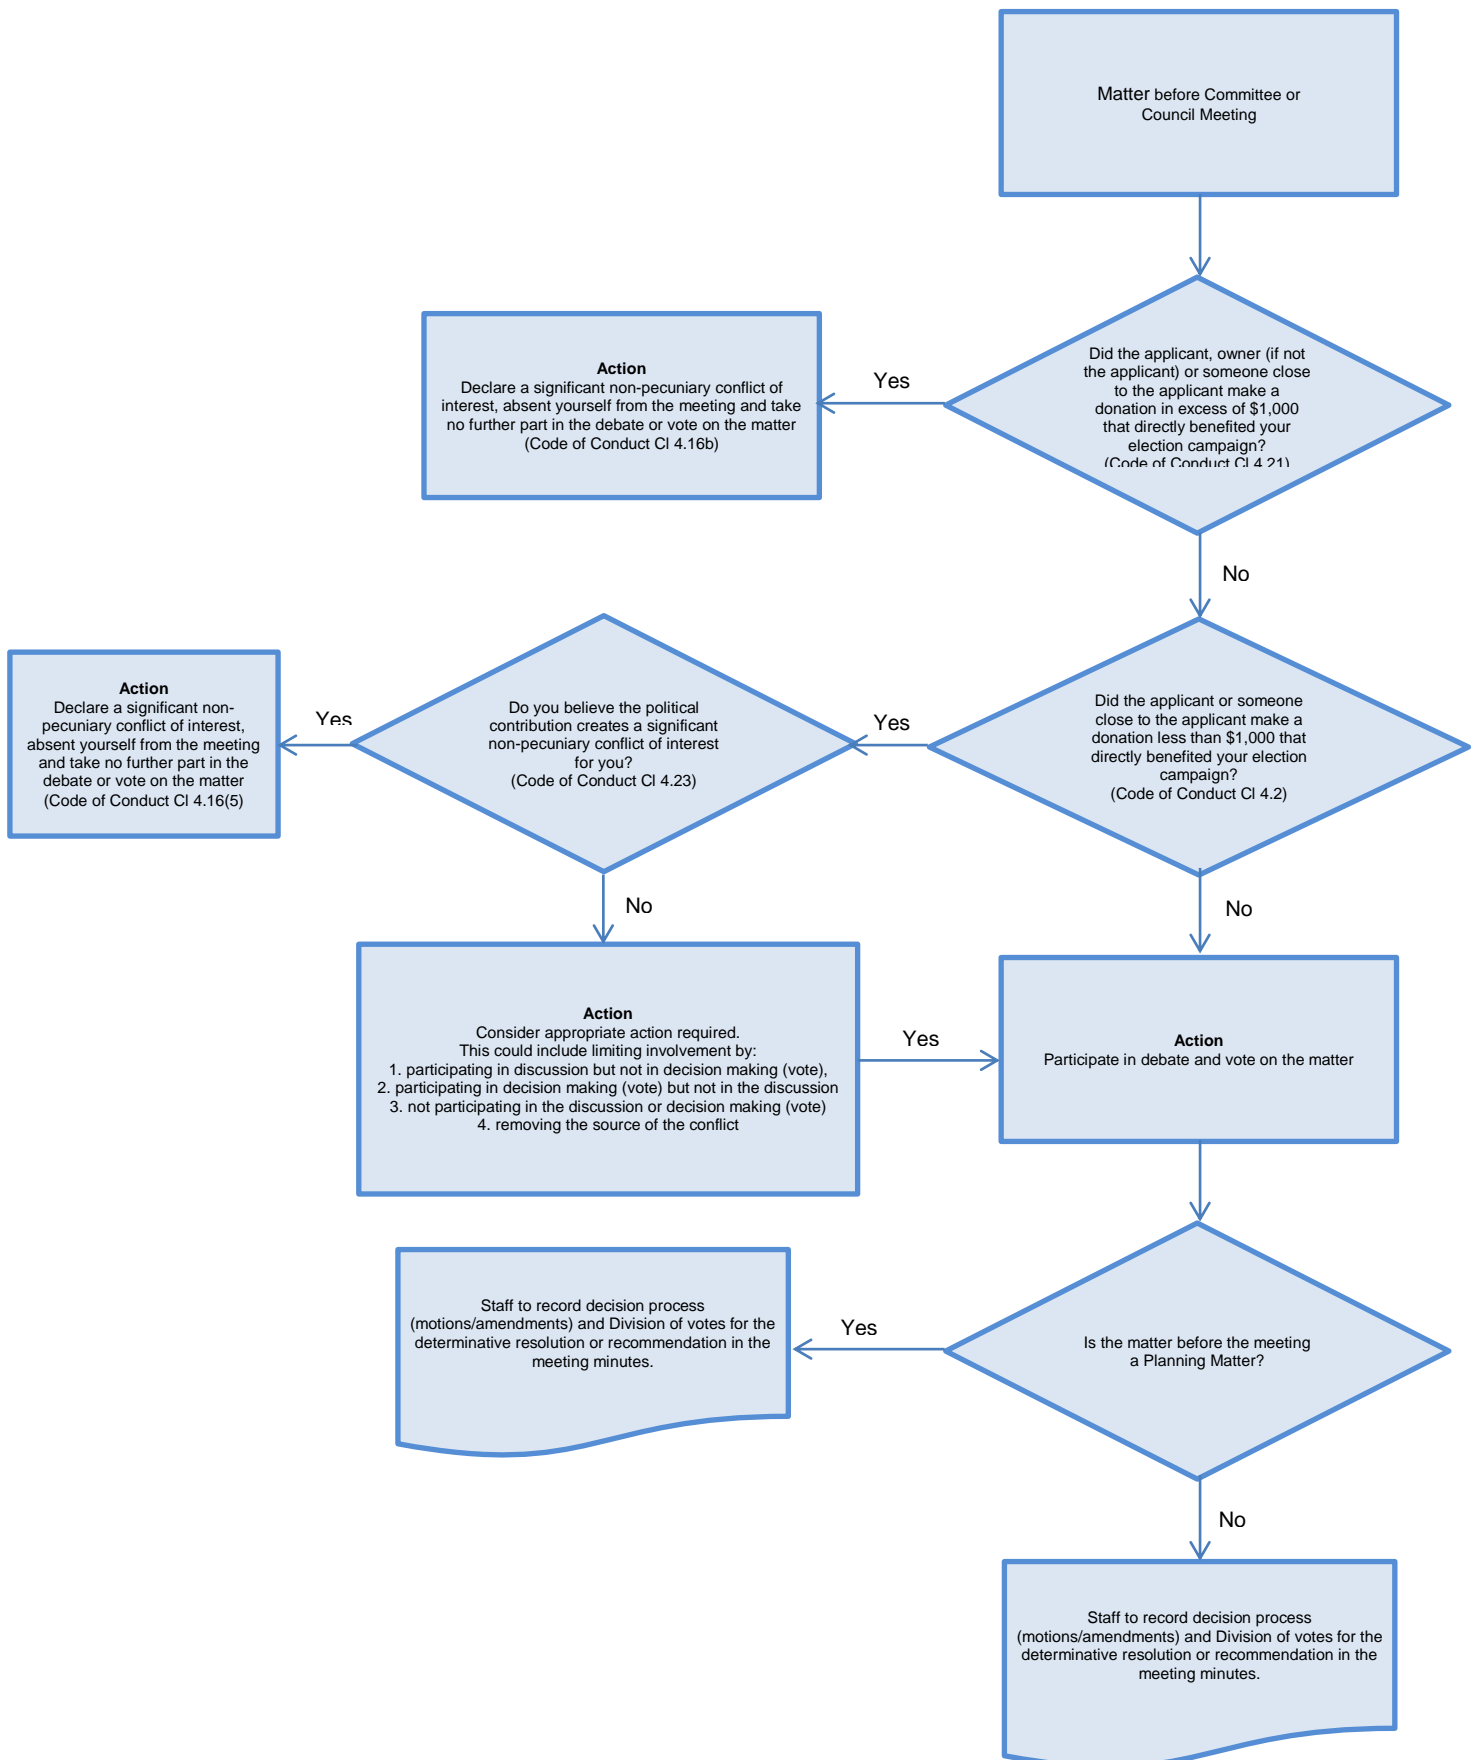 Matter before Committee or
Council Meeting
Did the applicant, owner (if not
the applicant) or someone close
to the applicant make a
donation in excess of $1,000
that directly benefited your
election campaign?
(Code of Conduct Cl 4.21)
Yes
Action
Declare a significant non-pecuniary conflict of
interest, absent yourself from the meeting and take
no further part in the debate or vote on the matter
(Code of Conduct Cl 4.16b)
No
Did the applicant or someone
close to the applicant make a
donation less than $1,000 that
directly benefited your election
campaign?
(Code of Conduct Cl 4.2)
Yes
Do you believe the political
contribution creates a significant
non-pecuniary conflict of interest
for you?
(Code of Conduct Cl 4.23)
Yes
Action
Declare a significant non-
pecuniary conflict of interest,
absent yourself from the meeting
and take no further part in the
debate or vote on the matter
(Code of Conduct Cl 4.16(5)
No
No
Action
Consider appropriate action required.
This could include limiting involvement by:
1. participating in discussion but not in decision making (vote),
2. participating in decision making (vote) but not in the discussion
3. not participating in the discussion or decision making (vote)
4. removing the source of the conflict
Yes
Action
Participate in debate and vote on the matter
Is the matter before the meeting
a Planning Matter?
Yes
Staff to record decision process
(motions/amendments) and Division of votes for the
determinative resolution or recommendation in the
meeting minutes.
No
Staff to record decision process
(motions/amendments) and Division of votes for the
determinative resolution or recommendation in the
meeting minutes.